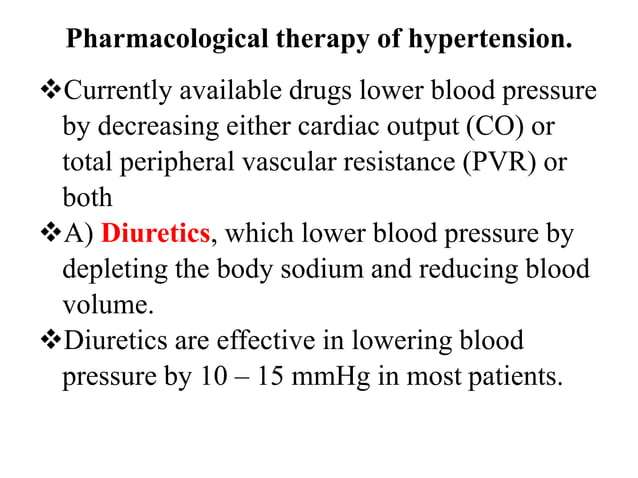 Pharmacological therapy of hypertension.
❖Currently available drugs lower blood pressure
by decreasing either cardiac output (CO) or
total peripheral vascular resistance (PVR) or
both
❖A) Diuretics, which lower blood pressure by
depleting the body sodium and reducing blood
volume.
❖Diuretics are effective in lowering blood
pressure by 10 – 15 mmHg in most patients.